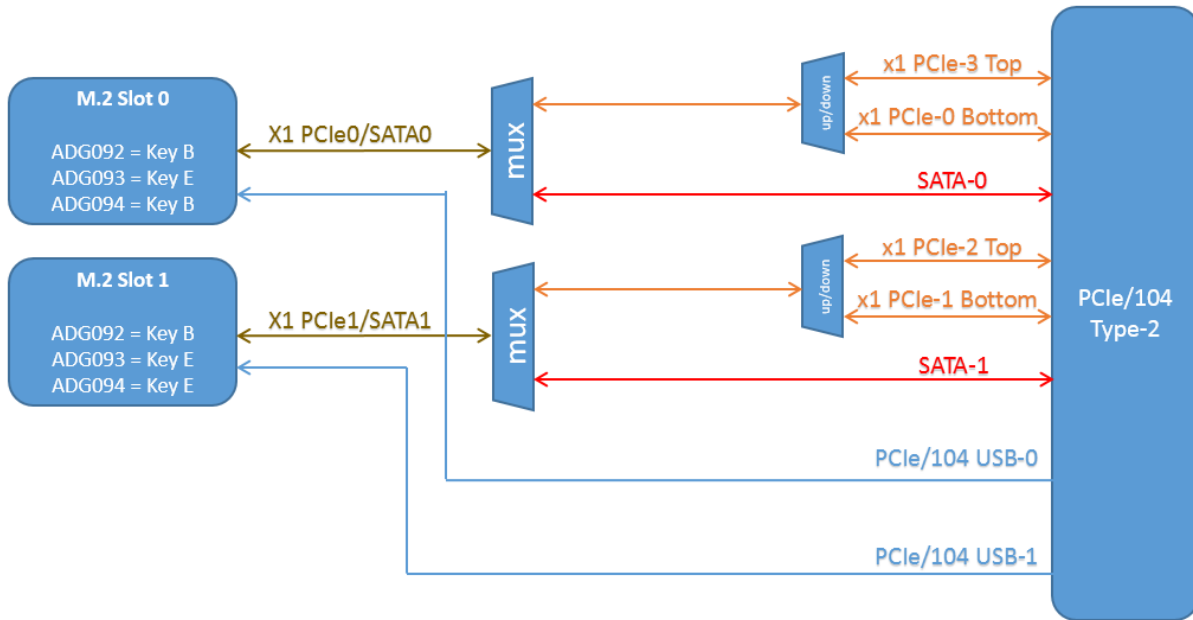 M.2 Slot 0
ADG092 = Key B
ADG093 = Key E
ADG094 = Key B
X1 PCIe0/SATA0
mux
up/down
x1 PCIe-3 Top
x1 PCIe-0 Bottom
SATA-0
M.2 Slot 1
ADG092 = Key B
ADG093 = Key E
ADG094 = Key E
X1 PCIe1/SATA1
mux
up/down
x1 PCIe-2 Top
x1 PCIe-1 Bottom
SATA-1
PCIe/104
Type-2
PCIe/104 USB-0
PCIe/104 USB-1